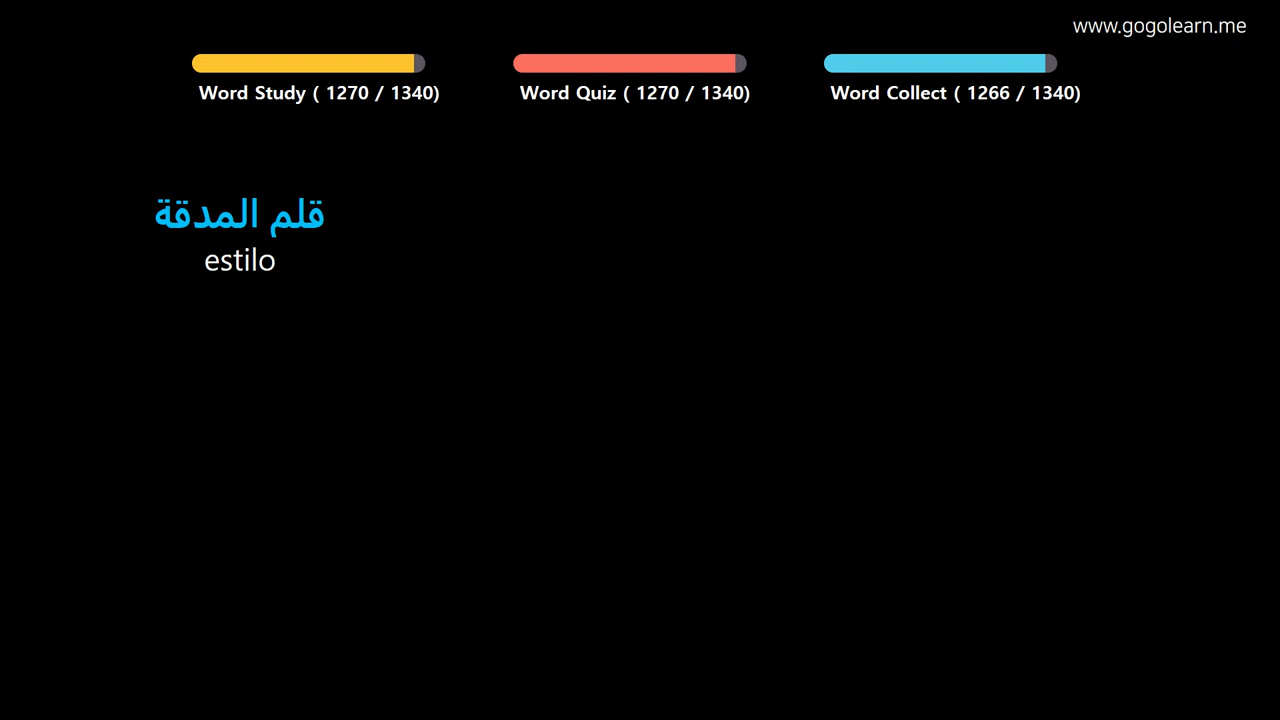 www.gogolearn.me
Word Study ( 1270 / 1340)
Word Quiz ( 1270 / 1340)
Word Collect ( 1266 / 1340)
قلم المدقة
estilo